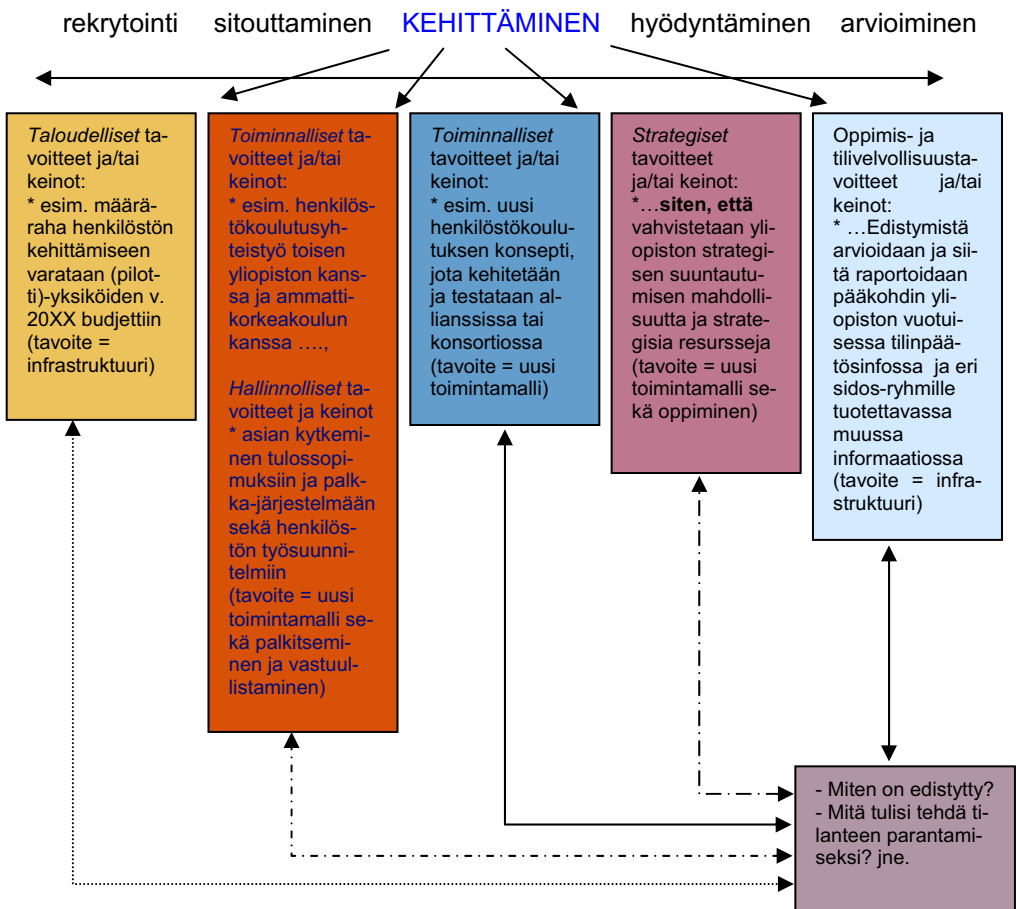 rekrytointi sitouttaminen KEHITTÄMINEN hyödyntäminen arvioiminen
Taloudelliset ta-
voitteet ja/tai
keinot:
* esim. määrä-
raha henkilöstön
kehittämiseen
varataan (pilot-
ti)-yksiköiden v.
20XX budjettiin
(tavoite =
infrastruktuuri)
Toiminnalliset ta-
voitteet ja/tai
keinot:
* esim. henkilös-
tökoulutusyh-
teistyö toisen
yliopiston kans-
sa ja ammatti-
korkeakoulun
kanssa ….,
Hallinnolliset ta-
voitteet ja keinot
* asian kytkemi-
nen tulossopi-
muksiin ja palk-
ka-järjestelmään
sekä henkilös-
tön työsuunni-
telmiin
(tavoite = uusi
toimintamalli se-
kä palkitsemi-
nen ja vastuul-
listaminen)
Toiminnalliset
tavoitteet ja/tai
keinot:
* esim. uusi
henkilöstökoulu-
tuksen konsepti,
jota kehitetään
ja testataan al-
lianssissa tai
konsortiossa
(tavoite = uusi
toimintamalli)
Strategiset
tavoitteet
ja/tai keinot:
*…siten, että
vahvistetaan yli-
opiston strategi-
sen suuntautu-
misen mahdolli-
suutta ja strate-
gisia resursseja
(tavoite = uusi
toimintamalli se-
kä oppiminen)
Oppimis- ja
tilivelvollisuusta-
voitteet ja/tai
keinot:
* …Edistymistä
arvioidaan ja sii-
tä raportoidaan
pääkohdin yli-
opiston vuotui-
sessa tilinpää-
tösinfossa ja eri
sidos-ryhmille
tuotettavassa
muussa
informaatiossa
(tavoite = infra-
struktuuri)
- Miten on edistytty?
- Mitä tulisi tehdä ti-
lanteen parantami-
seksi? jne.